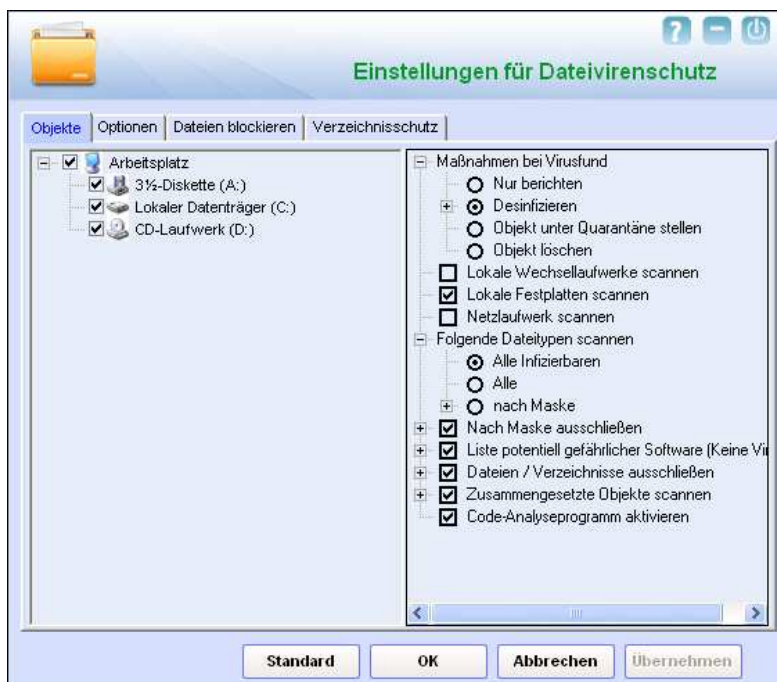 ?
Einstellungen für Dateivirenschutz
Objekte
Optionen
Dateien blockieren
Verzeichnisschutz
Arbeitsplatz
3½-Diskette (A:)
Lokaler Datenträger (C:)
CD-Laufwerk (D:)
Maßnahmen bei Virusfund
Nur berichten
Desinfizieren
Objekt unter Quarantäne stellen
Objekt löschen
Lokale Wechsellaufwerke scannen
Lokale Festplatten scannen
Netzlaufwerk scannen
Folgende Dateitypen scannen
Alle Infizierbaren
Alle
nach Maske
Nach Maske ausschließen
Liste potentiell gefährlicher Software (Keine
Dateien / Verzeichnisse ausschließen
Zusammengesetzte Objekte scannen
Code-Analyseprogramm aktivieren
Standard
OK
Abbrechen
Übernehmen